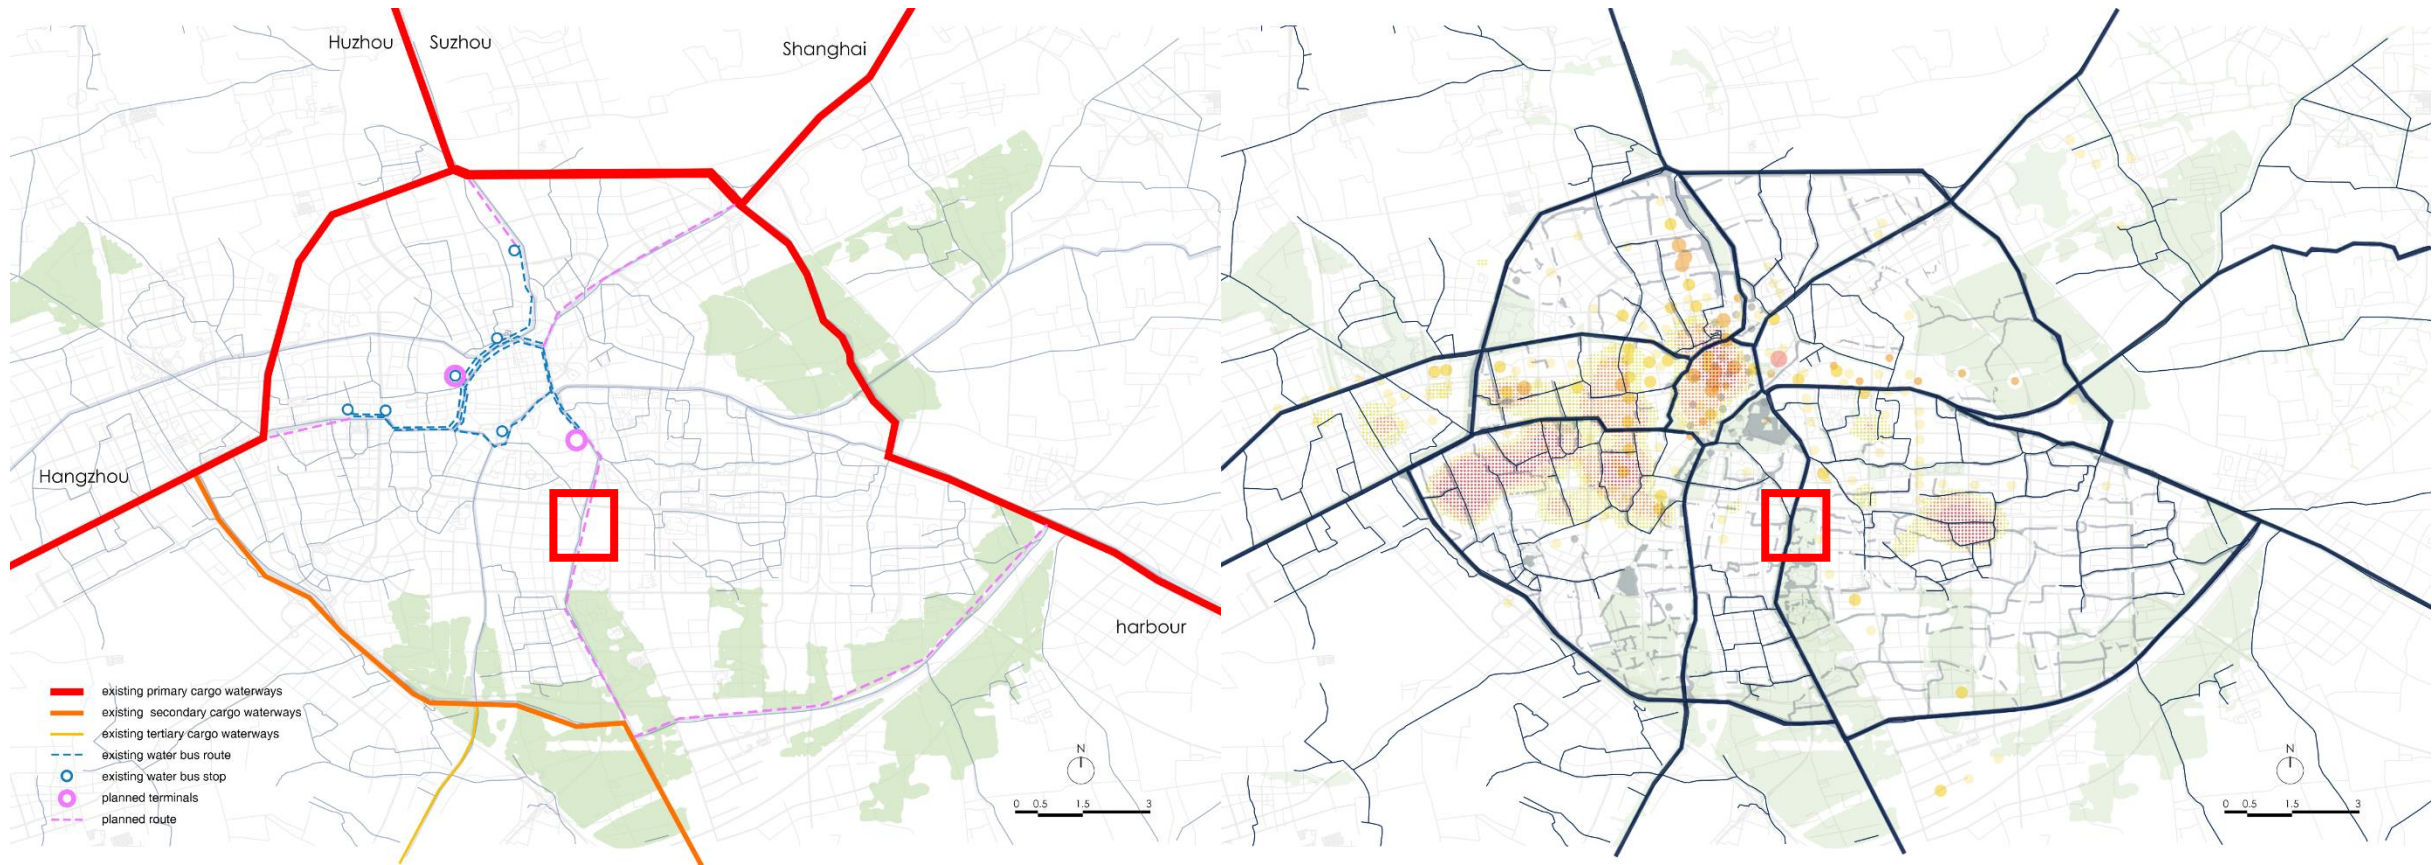 Huzhou Suzhou
Shanghai
Hangzhou
harbour
existing primary cargo waterways
existing secondary cargo waterways
existing tertiary cargo waterways
existing water bus route
existing water bus stop
planned terminals
planned route
N
0 0.5 1.5 3
N
0 0.5 1.5 3